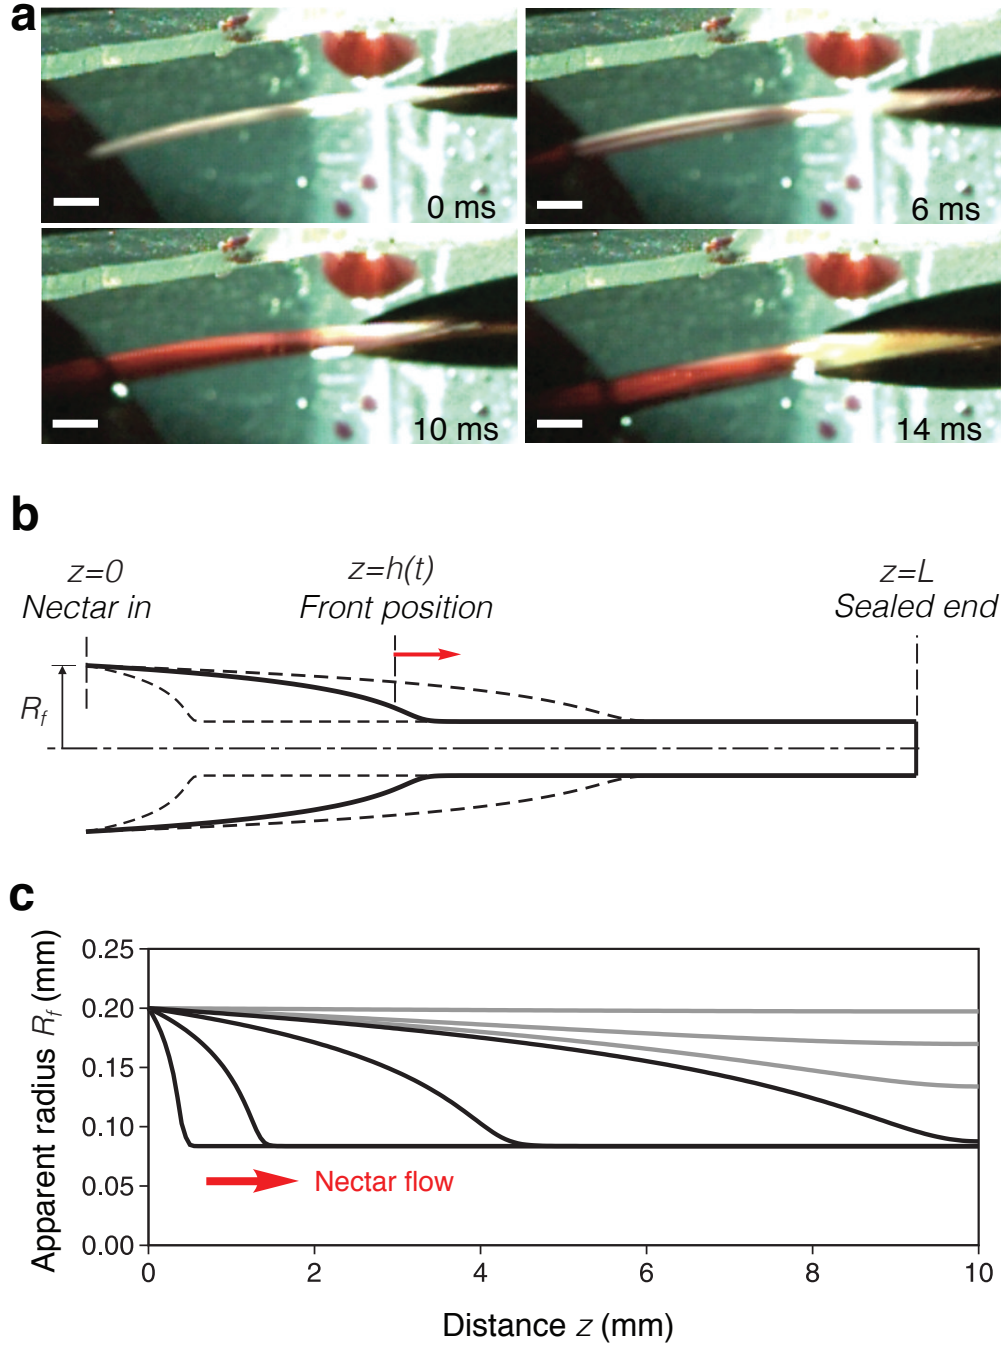 a
0 ms
6 ms
10 ms
14 ms
b
z=0
Nectar in
z=h(t)
Front position
z=L
Sealed end
R_f
c
Apparent radius R_f (mm)
0.25
0.20
0.15
0.10
0.05
0.00
Nectar flow
0 2 4 6 8 10
Distance z (mm)